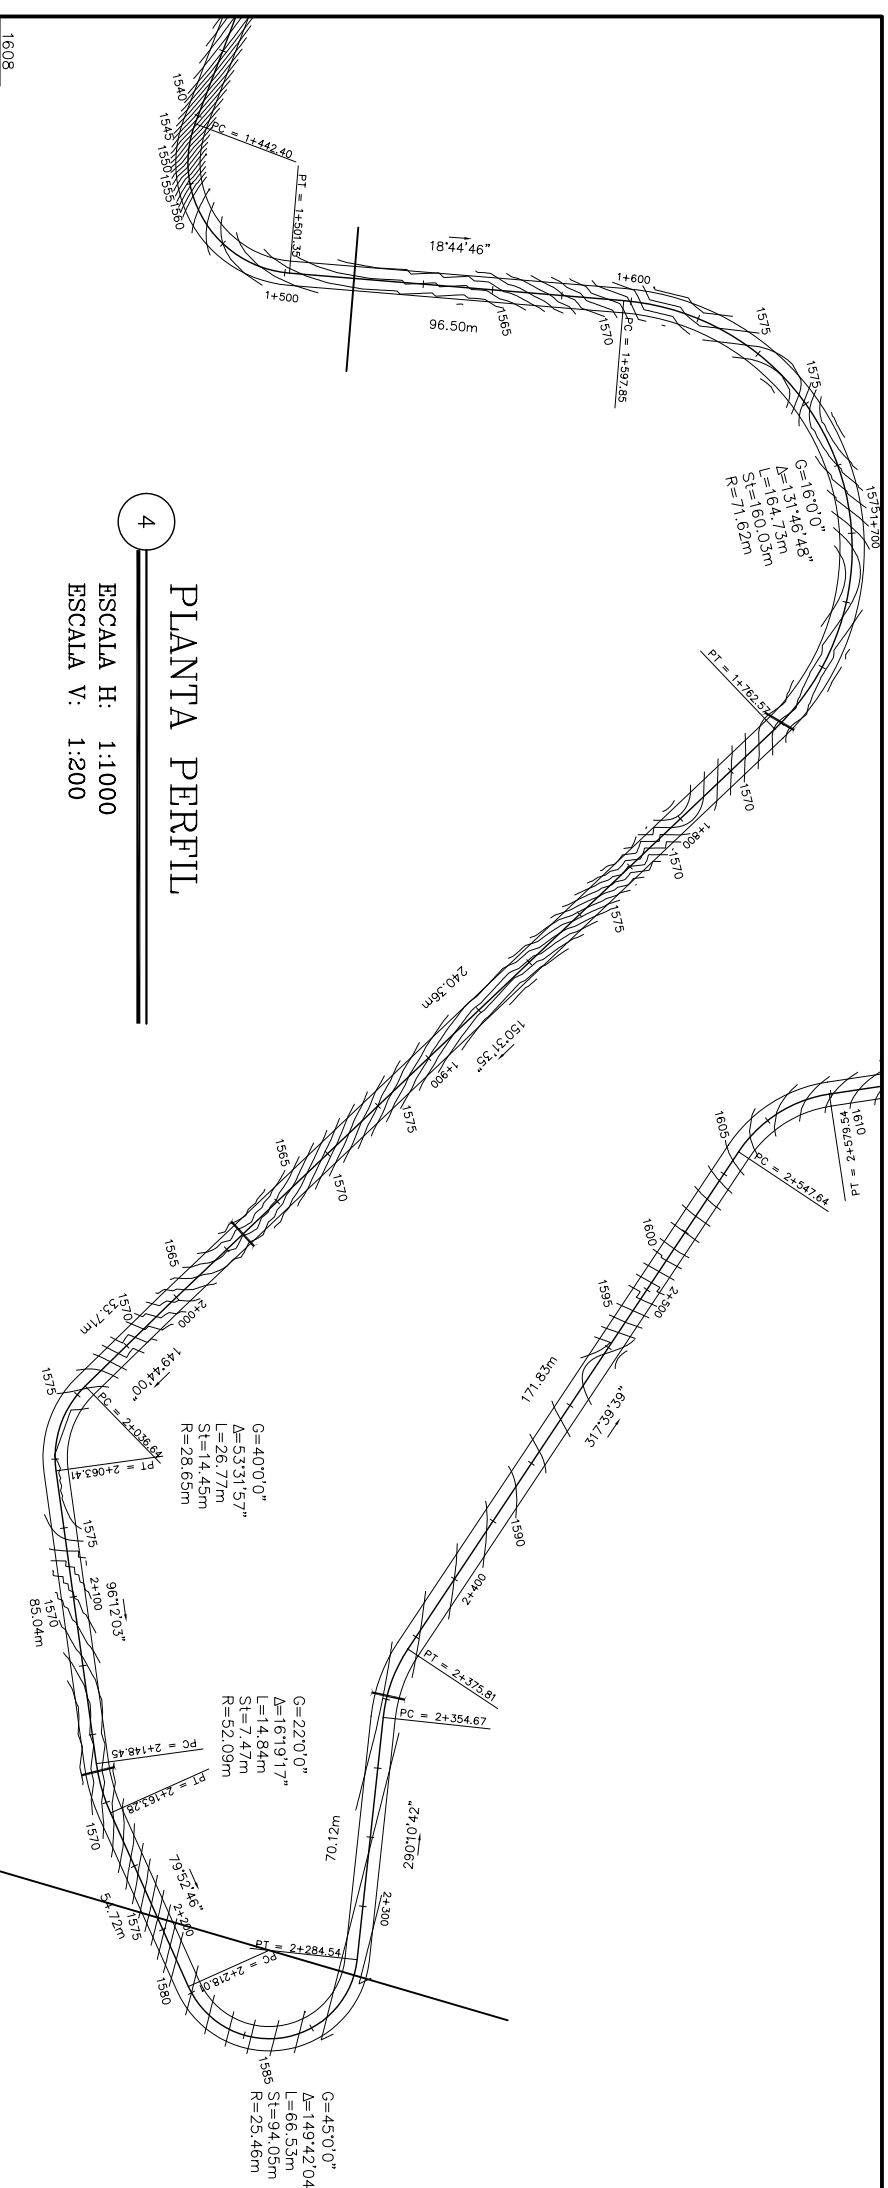 1608
1540
1545
1550
1555
1560
PC = 1+442.40
PT = 1+501.35
1+500
18°44'46"
96.50m
1565
1570
1+600
PC = 1+597.85
1575
1575
1575
1+700
G=16°0'0"
Δ=131°46'48"
L=164.73m
St=160.03m
R=71.62m
PT = 1+762.57
1570
1+800
1570
1575
240.36m
150°31'35"
1+900
1575
1570
1565
4
PLANTA PERFIL
ESCALA H: 1:1000
ESCALA V: 1:200
1565
2+000
1570
33.71m
149°44'00"
1575
PC = 2+036.64
PT = 2+063.41
G=40°0'0"
Δ=53°31'57"
L=26.77m
St=14.45m
R=28.65m
1575
2+100
96°12'03"
1570
85.04m
PC = 2+148.45
PT = 2+163.28
G=22°0'0"
Δ=16°19'17"
L=14.84m
St=7.47m
R=52.09m
1570
79°52'46"
2+200
1575
54.72m
1580
PC = 2+218.01
PT = 2+284.54
1585
G=45°0'0"
Δ=149°42'04
L=66.53m
St=94.05m
R=25.46m
2+300
290°10'42"
70.12m
PC = 2+354.67
PT = 2+375.81
2+400
1590
317°39'39"
171.83m
1595
2+500
1600
1605
PC = 2+547.64
PT = 2+579.54
1610